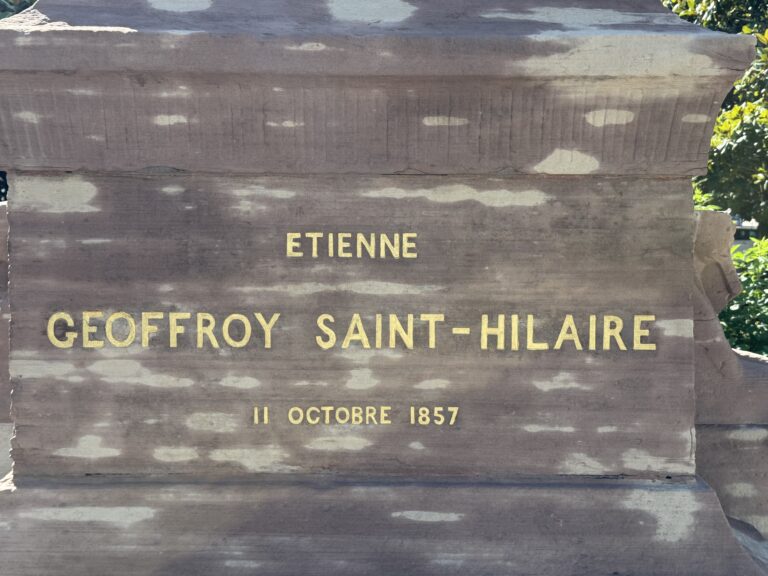 ETIENNE
GEOFFROY SAINT-HILAIRE
11 OCTOBRE 1857